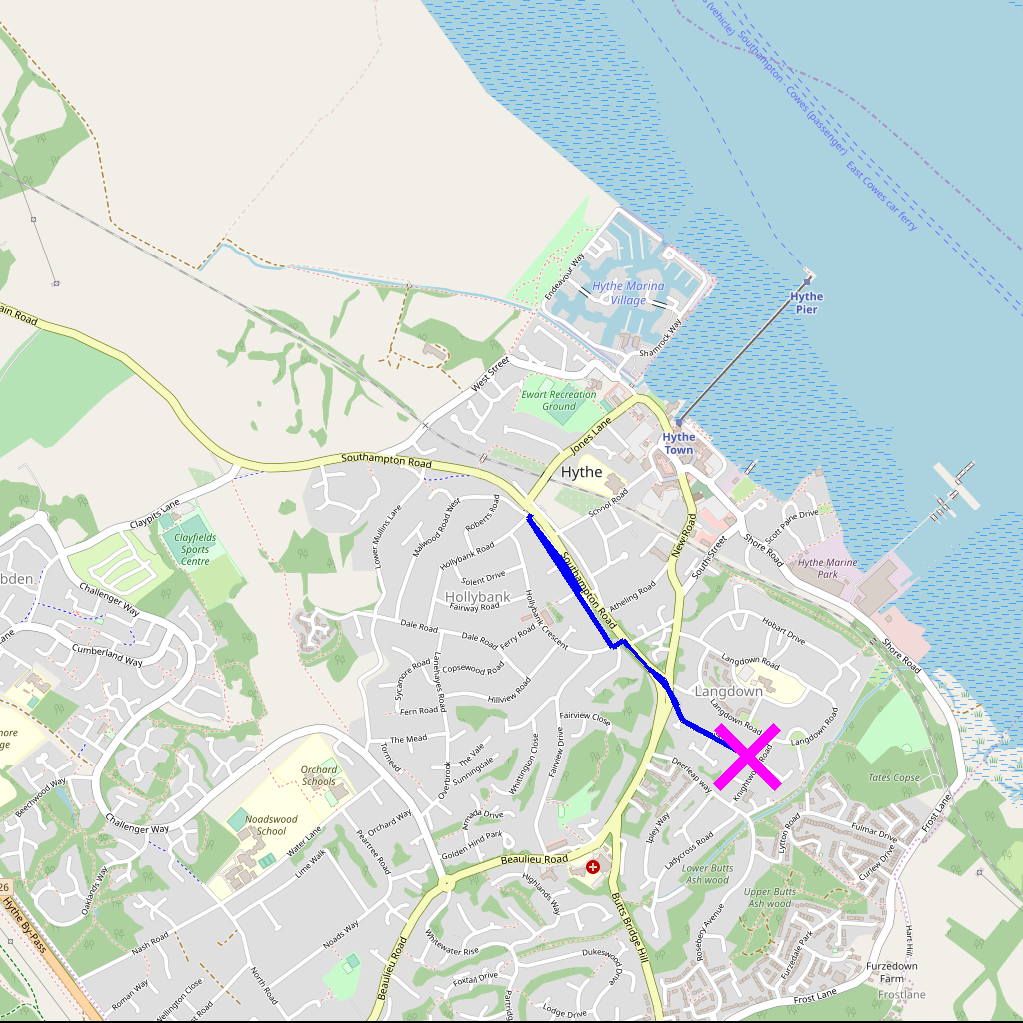 (vehicle)
Southampton - Cowes (passenger)
East Cowes car ferry
Endeavour Way
Hythe Marina
Village
Hythe
Pier
Shamrock Way
West Street
Ewart Recreation
Ground
Jones Lane
Hythe
Town
Southampton Road
Hythe
School Road
Claypits Lane
Clayfields
Sports
Centre
Lower Mullins Lane
Malwood Road West
Roberts Road
Hollybank Road
Solent Drive
Hollybank
Fairway Road
Hollybank Crescent
Southampton Road
Atheling Road
New Road
South Street
Shore Road
Scott Paine Drive
Hythe Marine
Park
Shore Road
Challenger Way
Cumberland Way
Dale Road
Dale Road
Ferry Road
Copsewood Road
Sycamore Road
Lanehayes Road
Hillview Road
Fern Road
The Mead
Tormead
Overbrook
The Vale
Sunningdale
Whittington Close
Fairview Drive
Fairview Close
Hobart Drive
Langdown Road
Langdown
Langdown Road
Langdown Road
Deerleap way
Knightwood Road
Tates Copse
Frost Lane
Beechwood Way
Challenger Way
Oaklands Way
Orchard
Schools
Noadswood
School
Water Lane
Lime Walk
Orchard Way
Peartree Road
Armada Drive
Golden Hind Park
Beaulieu Road
Highlands Way
Butts Bridge Hill
Ipley Way
Ladycross Road
Lower Butts
Ash wood
Upper Butts
Ash wood
Lytton Road
Fulmar Drive
Curlew Drive
Hart Hill
Hythe By-Pass
Nash Road
Roman Way
Wellington Close
North Road
Noads Way
Beaulieu Road
Whitewater Rise
Foxtail Drive
Dukeswood Drive
Lodge Drive
Rosebery Avenue
Furzedale Park
Frost Lane
Furzedown
Farm
Frostlane